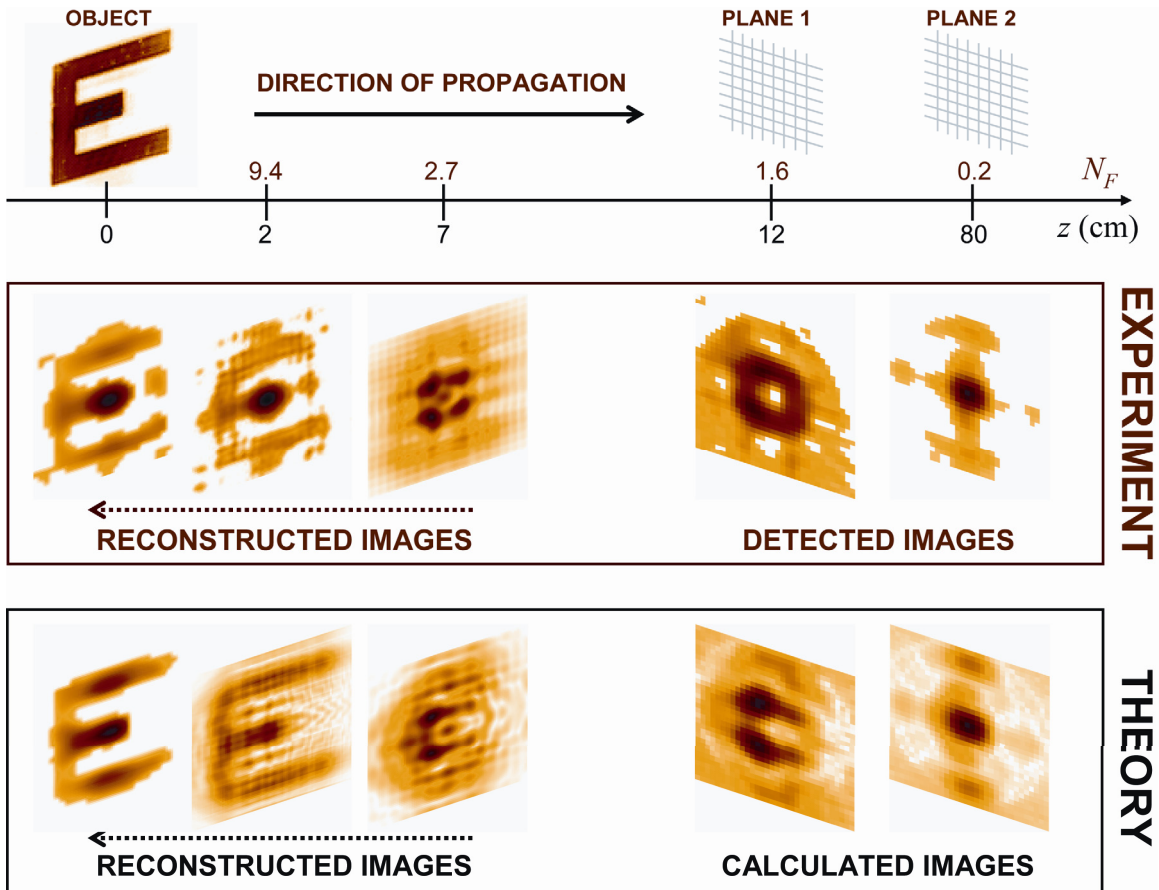 OBJECT
PLANE 1
PLANE 2
DIRECTION OF PROPAGATION
9.4
2.7
1.6
0.2
N_F
0
2
7
12
80
z (cm)
EXPERIMENT
RECONSTRUCTED IMAGES
DETECTED IMAGES
THEORY
RECONSTRUCTED IMAGES
CALCULATED IMAGES